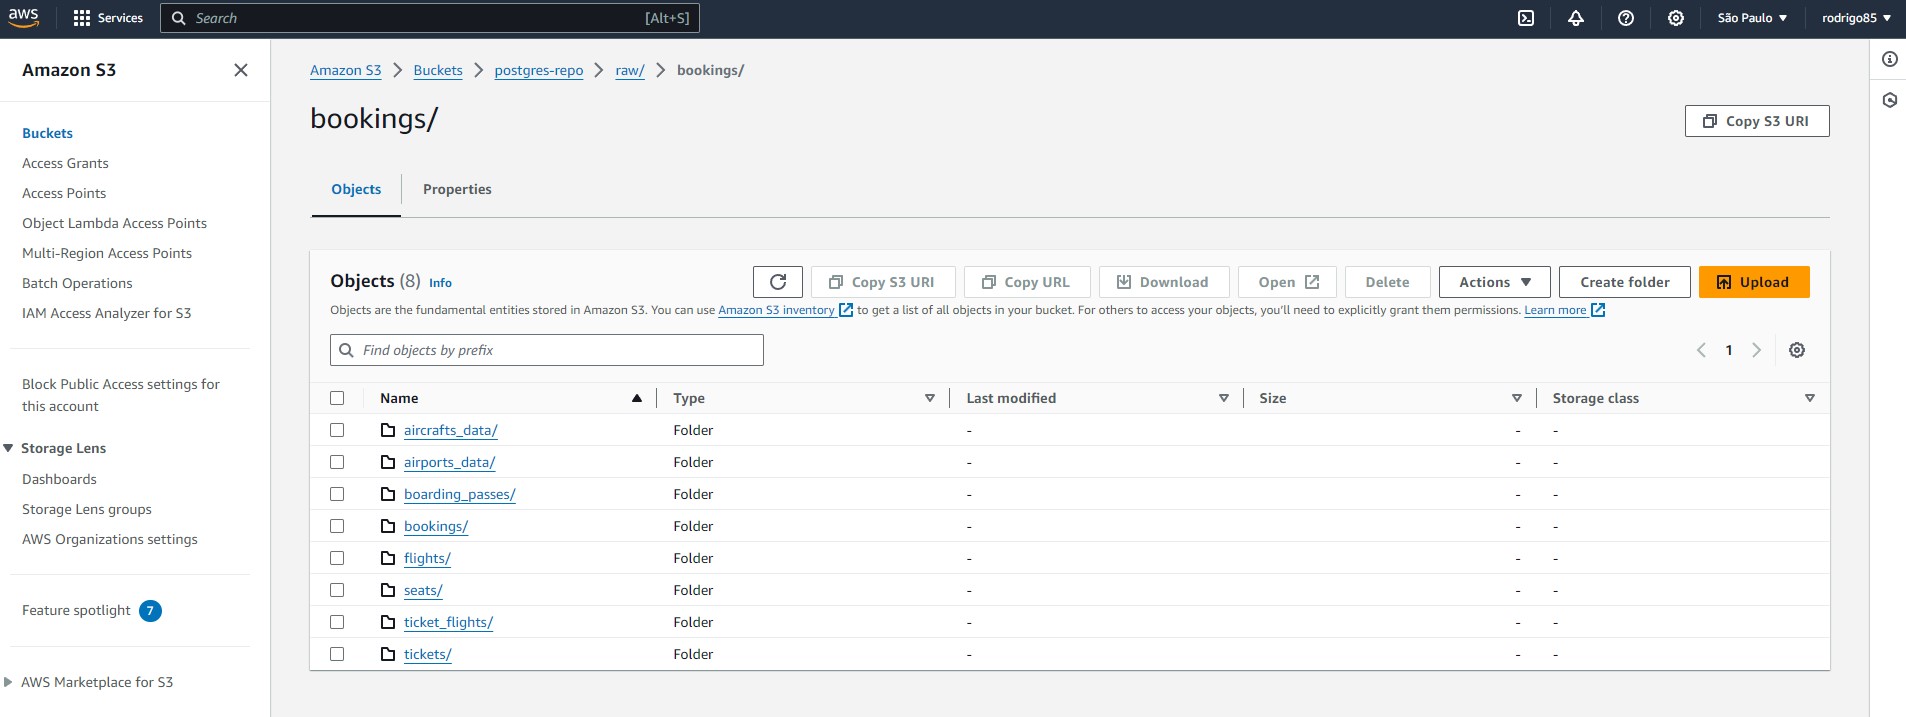 aws Services Search [Alt+S] São Paulo rodrigo85
Amazon S3
Buckets
Access Grants
Access Points
Object Lambda Access Points
Multi-Region Access Points
Batch Operations
IAM Access Analyzer for S3
Block Public Access settings for
this account
Storage Lens
Dashboards
Storage Lens groups
AWS Organizations settings
Feature spotlight 7
AWS Marketplace for S3
Amazon S3 Buckets postgres-repo raw/ bookings/
bookings/
Copy S3 URI
Objects Properties
Objects (8) Info Copy S3 URI Copy URL Download Open Delete Actions Create folder Upload
Objects are the fundamental entities stored in Amazon S3. You can use Amazon S3 inventory to get a list of all objects in your bucket. For others to access your objects, you'll need to explicitly grant them permissions. Learn more
Find objects by prefix 1
Name Type Last modified Size Storage class
aircrafts_data/ Folder - - -
airports_data/ Folder - - -
boarding_passes/ Folder - - -
bookings/ Folder - - -
flights/ Folder - - -
seats/ Folder - - -
ticket_flights/ Folder - - -
tickets/ Folder - - -